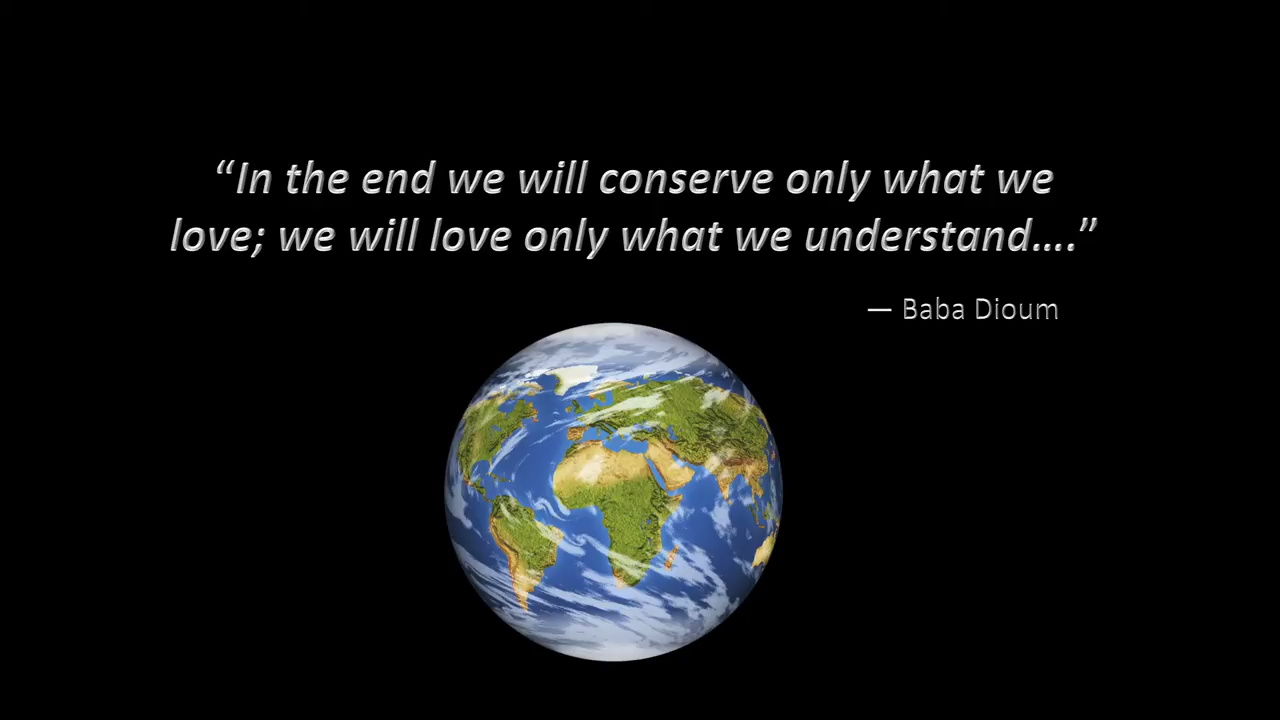 “In the end we will conserve only what we
love; we will love only what we understand….”
— Baba Dioum